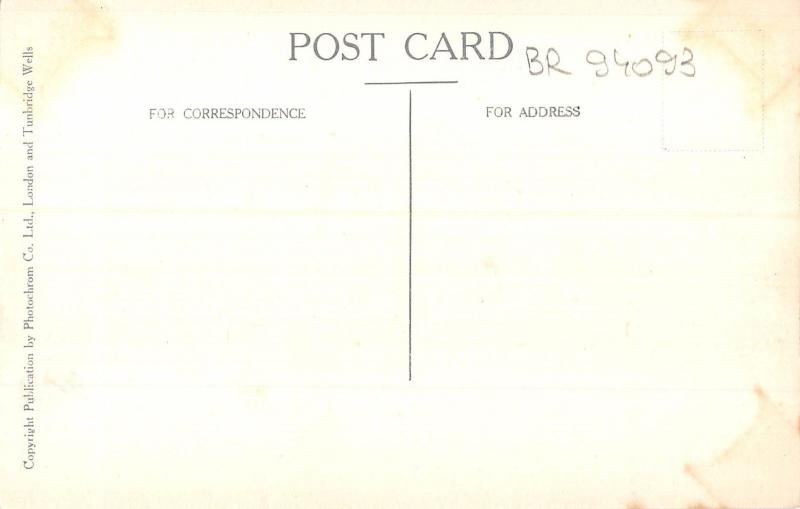 POST CARD
BR 94093
FOR CORRESPONDENCE
FOR ADDRESS
Copyright Publication by Photochrom Co. Ltd., London and Tunbridge Wells